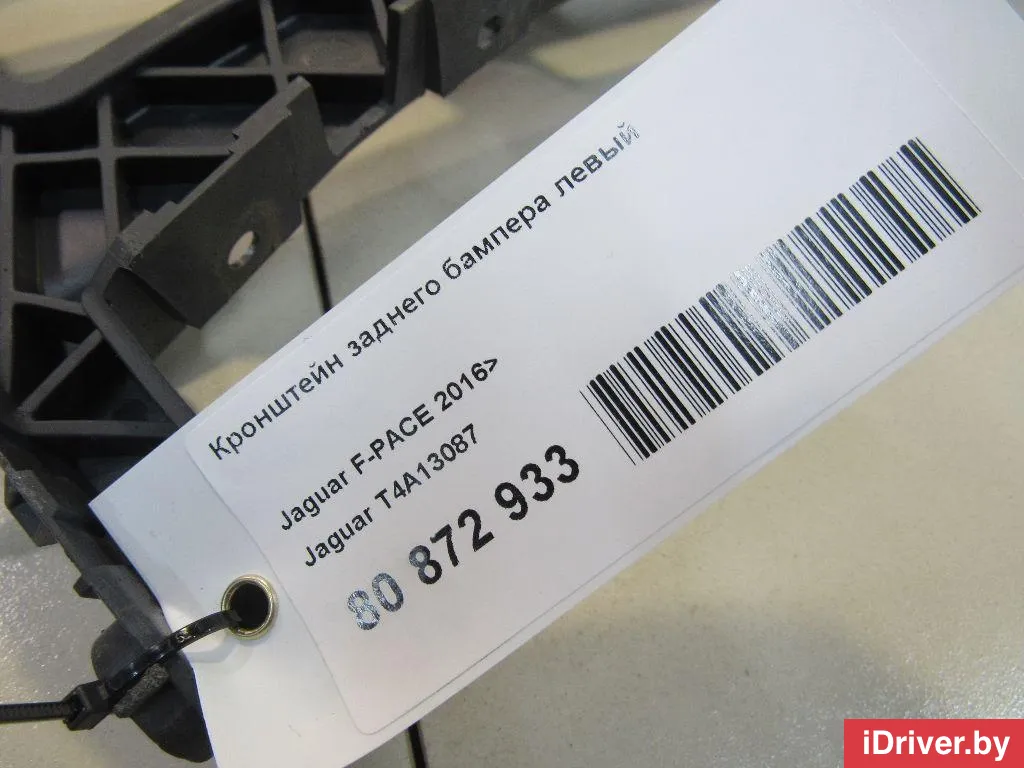 Кронштейн заднего бампера левый
Jaguar F-PACE 2016>
Jaguar T4A13087
80 872 933
iDriver.by